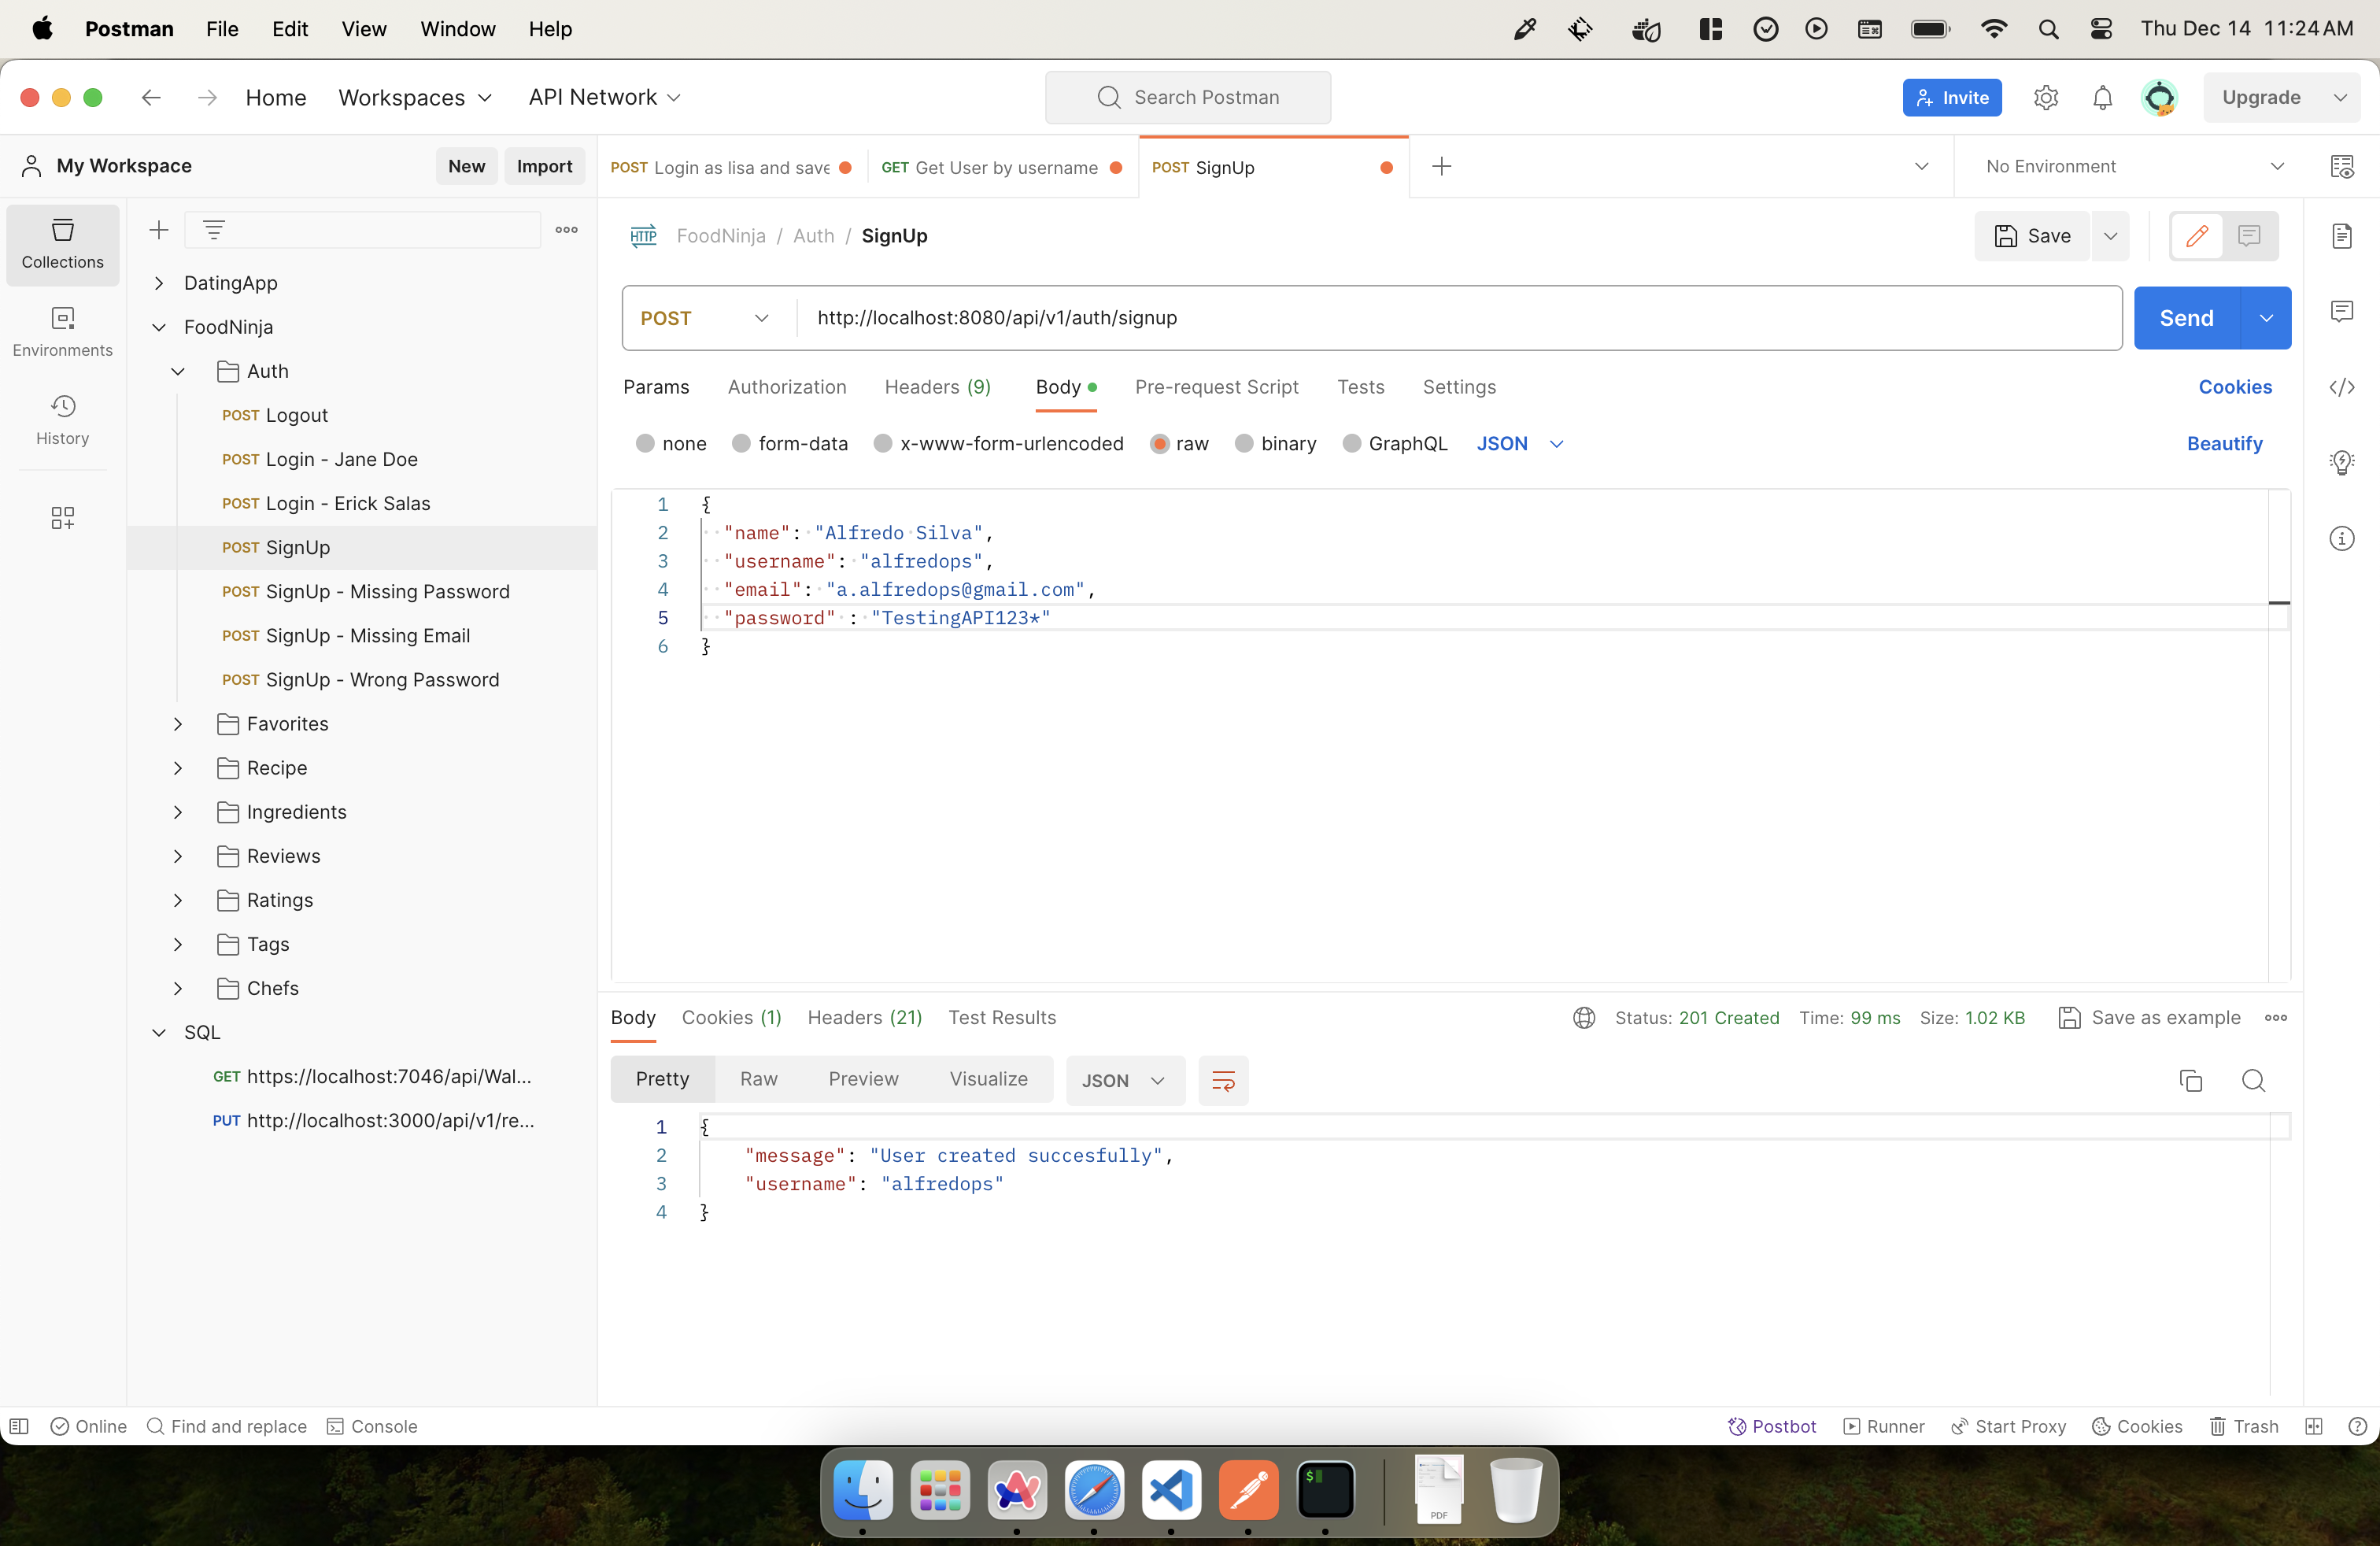 Postman File Edit View Window Help Thu Dec 14 11:24 AM
Home Workspaces API Network Search Postman Invite Upgrade
My Workspace New Import POST Login as lisa and save GET Get User by username POST SignUp No Environment
Collections
Environments
History
DatingApp
FoodNinja
Auth
POST Logout
POST Login - Jane Doe
POST Login - Erick Salas
POST SignUp
POST SignUp - Missing Password
POST SignUp - Missing Email
POST SignUp - Wrong Password
Favorites
Recipe
Ingredients
Reviews
Ratings
Tags
Chefs
SQL
GET https://localhost:7046/api/Wal...
PUT http://localhost:3000/api/v1/re...
HTTP FoodNinja / Auth / SignUp Save
POST http://localhost:8080/api/v1/auth/signup Send
Params Authorization Headers (9) Body Pre-request Script Tests Settings Cookies
none form-data x-www-form-urlencoded raw binary GraphQL JSON Beautify
1 {
2 "name": "Alfredo Silva",
3 "username": "alfredops",
4 "email": "a.alfredops@gmail.com",
5 "password" : "TestingAPI123*"
6 }
Body Cookies (1) Headers (21) Test Results Status: 201 Created Time: 99 ms Size: 1.02 KB Save as example
Pretty Raw Preview Visualize JSON
1 {
2 "message": "User created succesfully",
3 "username": "alfredops"
4 }
Online Find and replace Console Postbot Runner Start Proxy Cookies Trash
$
PDF